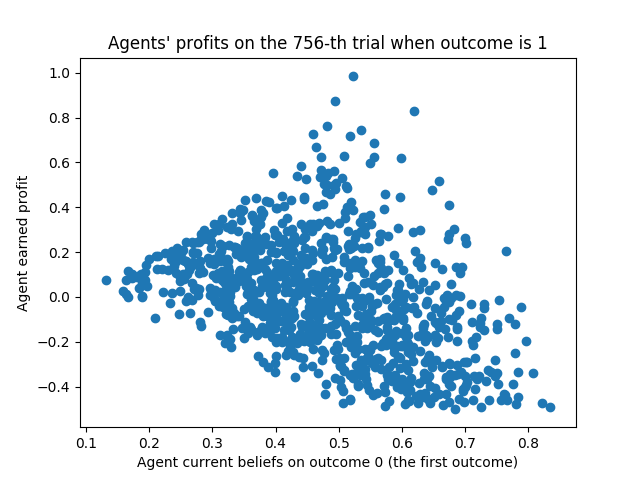 Agents' profits on the 756-th trial when outcome is 1
1.0
0.8
0.6
0.4
0.2
0.0
−0.2
−0.4
Agent earned profit
0.1 0.2 0.3 0.4 0.5 0.6 0.7 0.8
Agent current beliefs on outcome 0 (the first outcome)